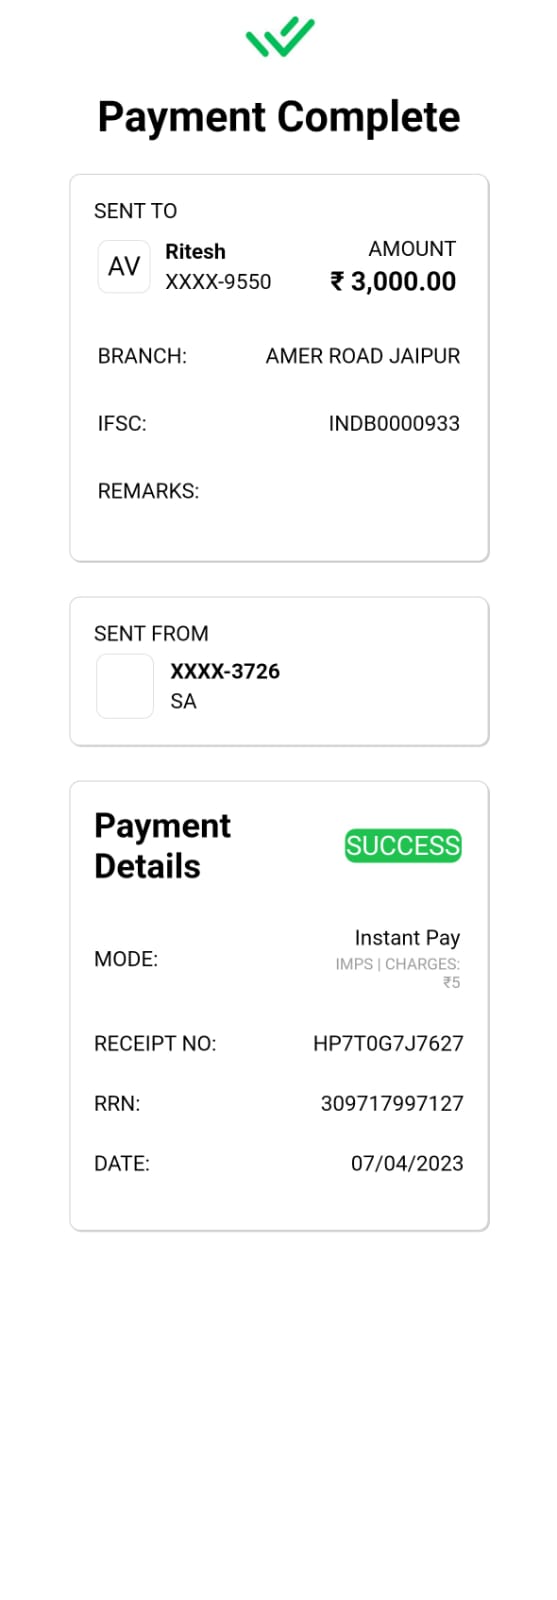 Payment Complete
SENT TO
AV
Ritesh
XXXX-9550
AMOUNT
₹ 3,000.00
BRANCH: AMER ROAD JAIPUR
IFSC: INDB0000933
REMARKS:
SENT FROM
XXXX-3726
SA
Payment
Details
SUCCESS
MODE: Instant Pay
IMPS | CHARGES:
₹5
RECEIPT NO: HP7T0G7J7627
RRN: 309717997127
DATE: 07/04/2023